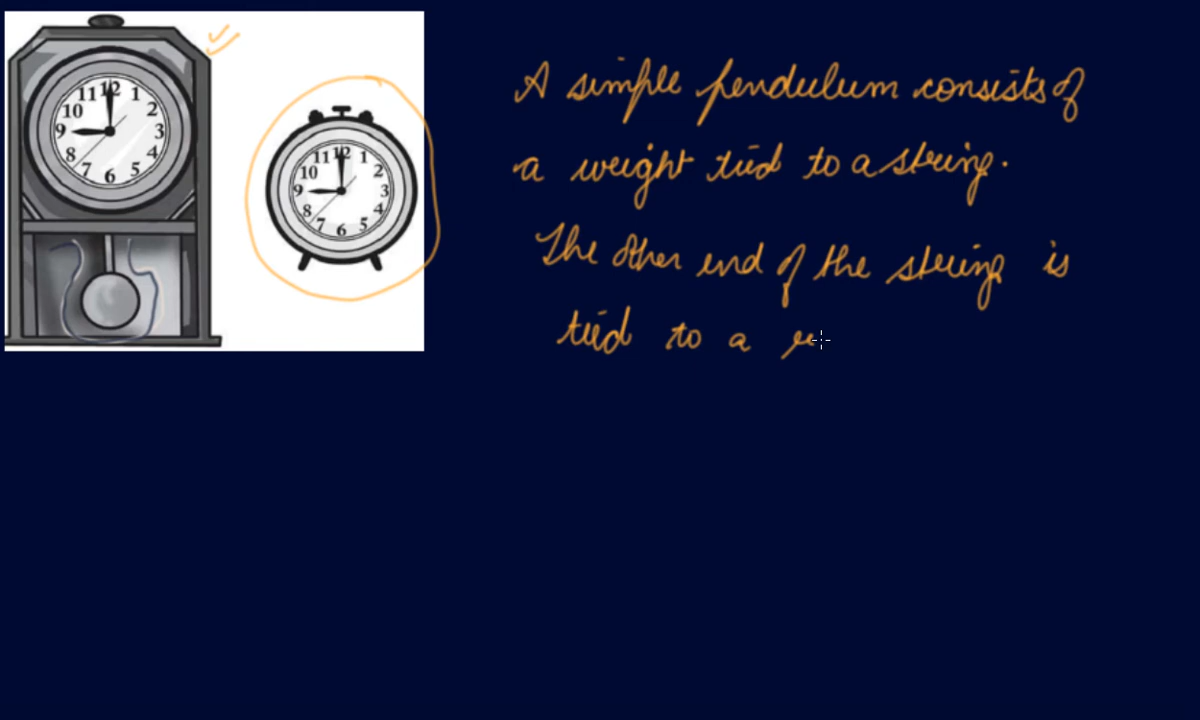 11 12 1
10 2
9 3
8 4
7 6 5
11 12 1
10 2
9 3
8 4
7 6 5
A simple pendulum consists of
a weight tied to a string.
The other end of the string is
tied to a